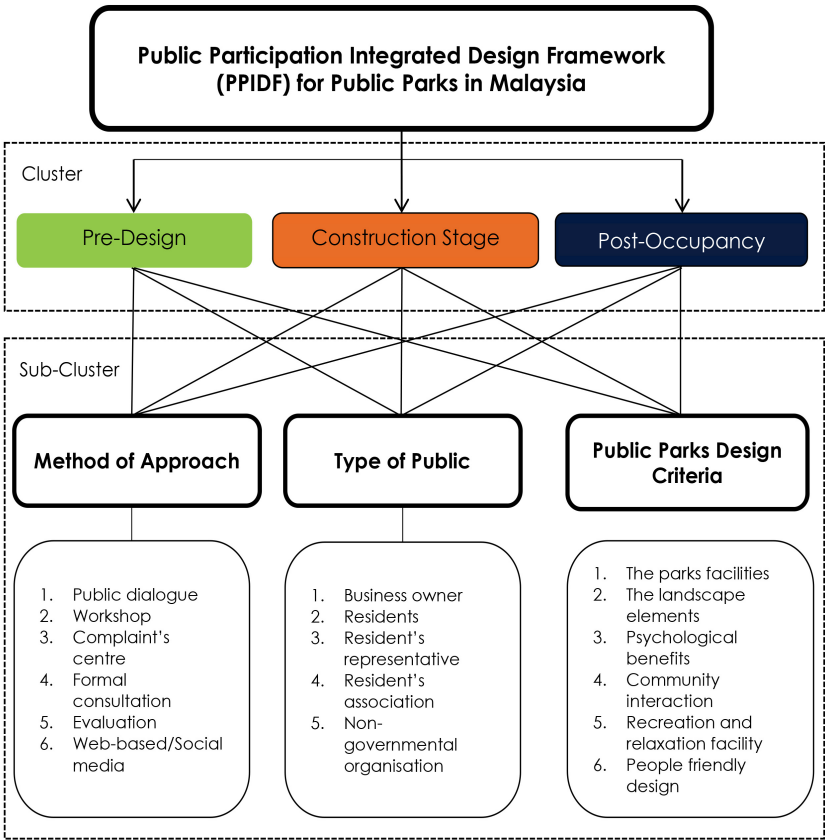 Public Participation Integrated Design Framework
(PPIDF) for Public Parks in Malaysia
Cluster
Pre-Design
Construction Stage
Post-Occupancy
Sub-Cluster
Method of Approach
Type of Public
Public Parks Design
Criteria
1. Public dialogue
2. Workshop
3. Complaint's
centre
4. Formal
consultation
5. Evaluation
6. Web-based/Social
media
1. Business owner
2. Residents
3. Resident's
representative
4. Resident's
association
5. Non-
governmental
organisation
1. The parks facilities
2. The landscape
elements
3. Psychological
benefits
4. Community
interaction
5. Recreation and
relaxation facility
6. People friendly
design